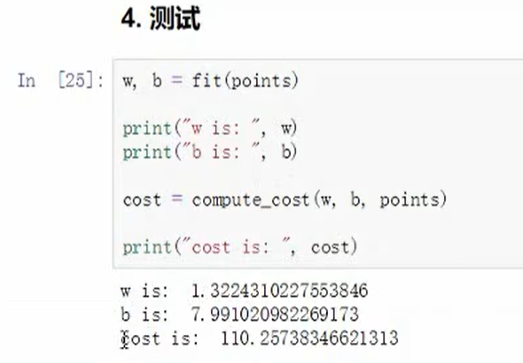 4. 测试
In [25]: w, b = fit(points)
print("w is: ", w)
print("b is: ", b)
cost = compute_cost(w, b, points)
print("cost is: ", cost)
w is:  1.3224310227553846
b is:  7.991020982269173
cost is:  110.25738346621313